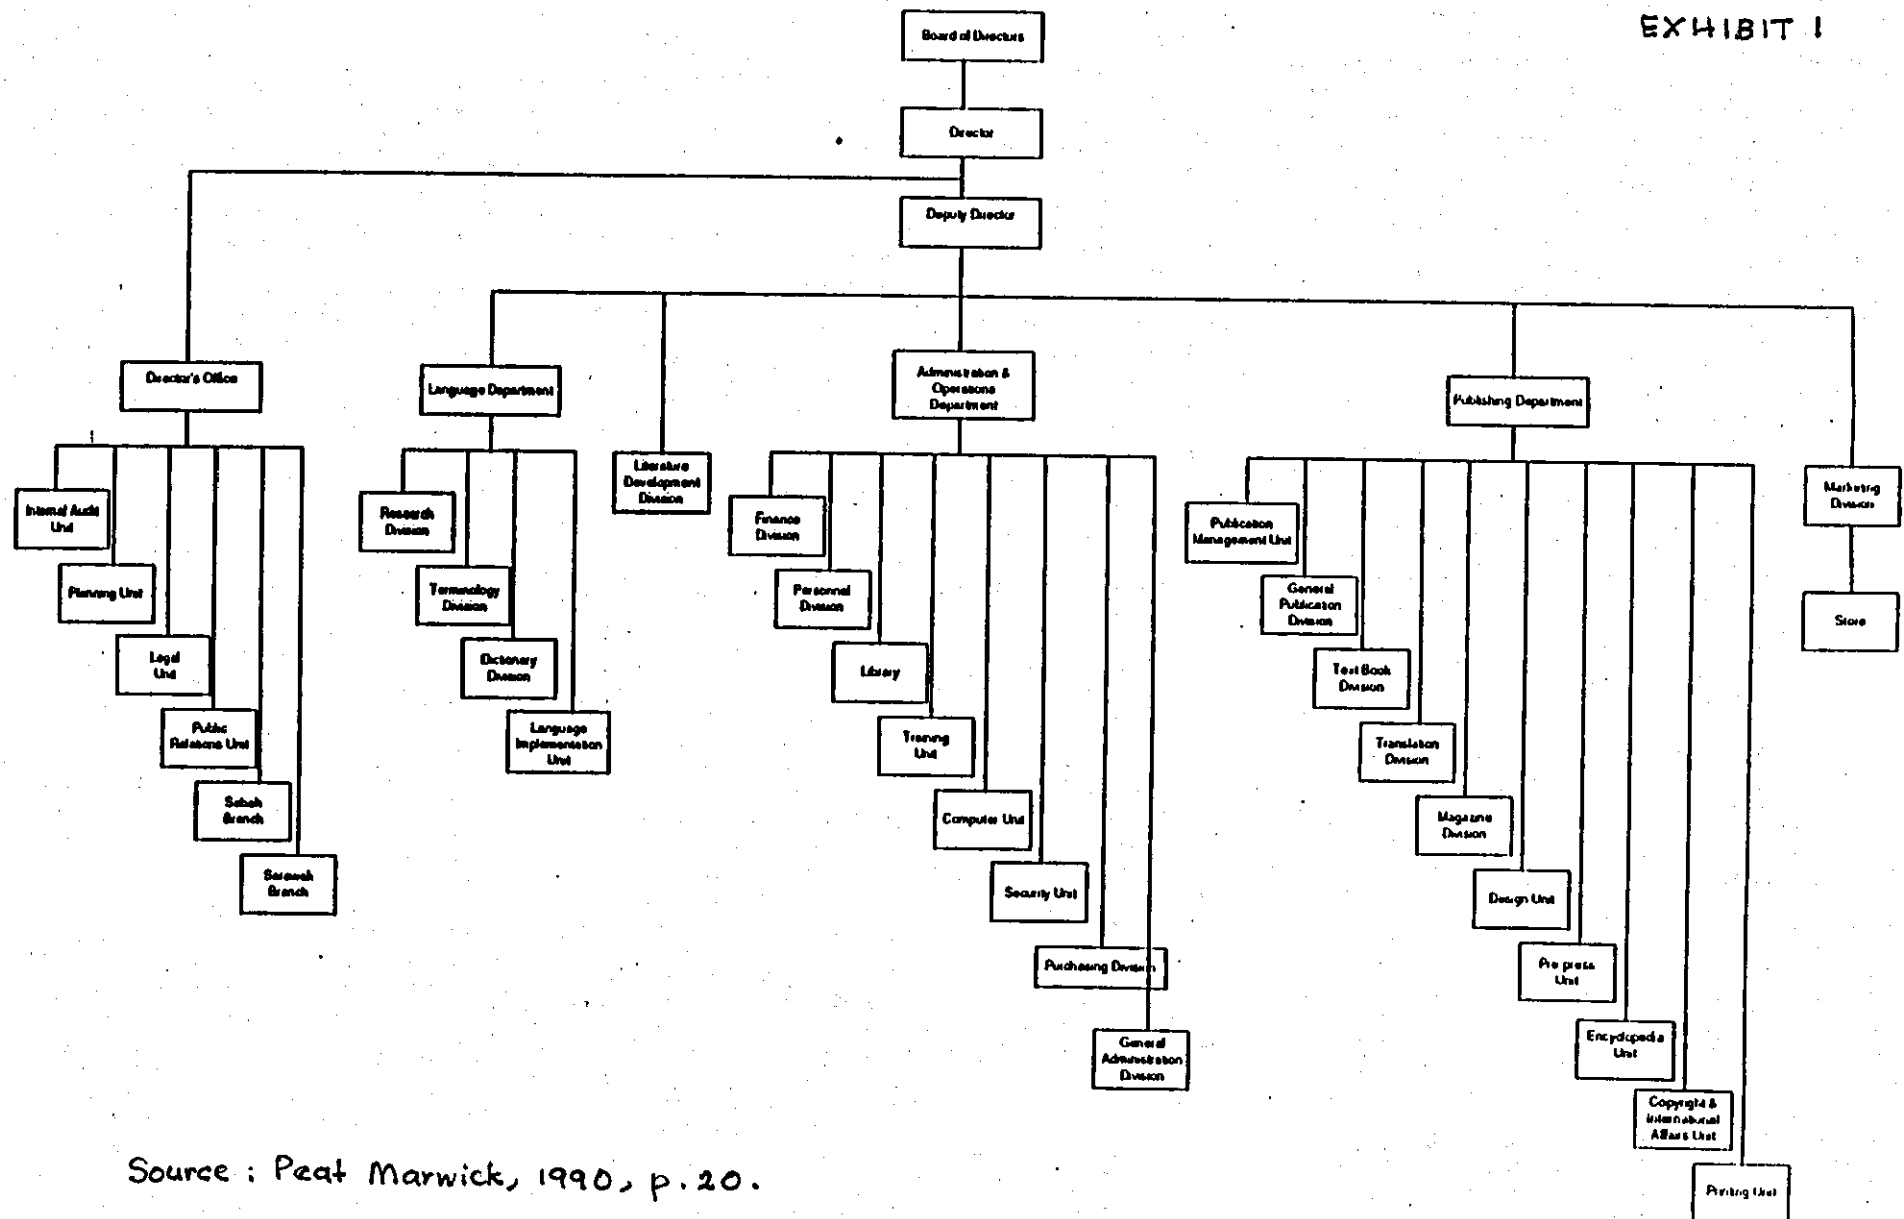 EXHIBIT 1
Board of Directors
Director
Deputy Director
Director's Office
Language Department
Administration &
Operations
Department
Publishing Department
Internal Audit
Unit
Planning Unit
Legal
Unit
Public
Relations Unit
Sabah
Branch
Sarawak
Branch
Research
Division
Terminology
Division
Dictionary
Division
Language
Implementation
Unit
Literature
Development
Division
Finance
Division
Personnel
Division
Library
Training
Unit
Computer Unit
Security Unit
Purchasing Division
General
Administration
Division
Publication
Management Unit
General
Publication
Division
Text Book
Division
Translation
Division
Magazine
Division
Design Unit
Pre press
Unit
Encyclopedia
Unit
Copyright &
International
Affairs Unit
Printing Unit
Marketing
Division
Store
Source : Peat Marwick, 1990, p.20.